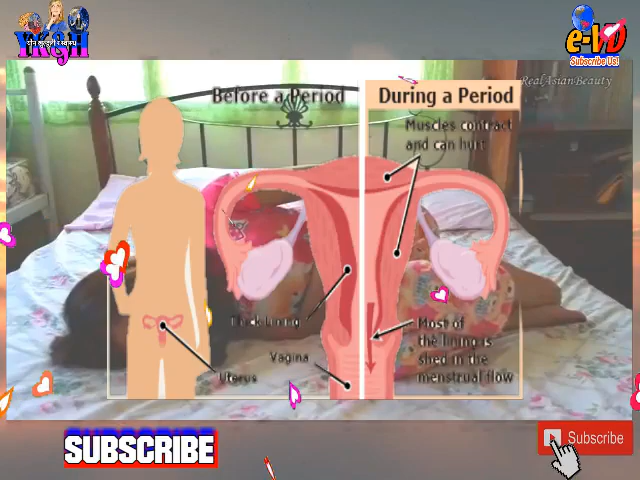 YKGH
e-VD
Subscribe Us!
RealAsianBeauty
Before a Period
During a Period
Muscles contract
and can hurt
Thick lining
Vagina
Uterus
Most of
the lining is
shed in the
menstrual flow
SUBSCRIBE
Subscribe